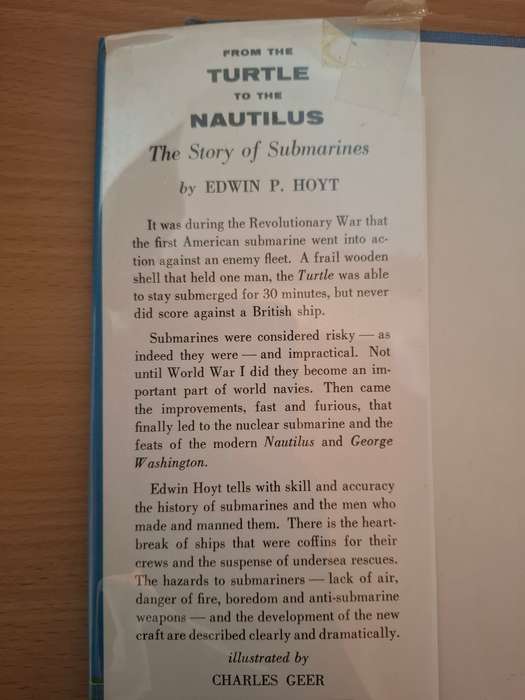 FROM THE
TURTLE
TO THE
NAUTILUS
The Story of Submarines
by EDWIN P. HOYT
It was during the Revolutionary War that
the first American submarine went into ac-
tion against an enemy fleet. A frail wooden
shell that held one man, the Turtle was able
to stay submerged for 30 minutes, but never
did score against a British ship.
Submarines were considered risky — as
indeed they were — and impractical. Not
until World War I did they become an im-
portant part of world navies. Then came
the improvements, fast and furious, that
finally led to the nuclear submarine and the
feats of the modern Nautilus and George
Washington.
Edwin Hoyt tells with skill and accuracy
the history of submarines and the men who
made and manned them. There is the heart-
break of ships that were coffins for their
crews and the suspense of undersea rescues.
The hazards to submariners — lack of air,
danger of fire, boredom and anti-submarine
weapons — and the development of the new
craft are described clearly and dramatically.
illustrated by
CHARLES GEER